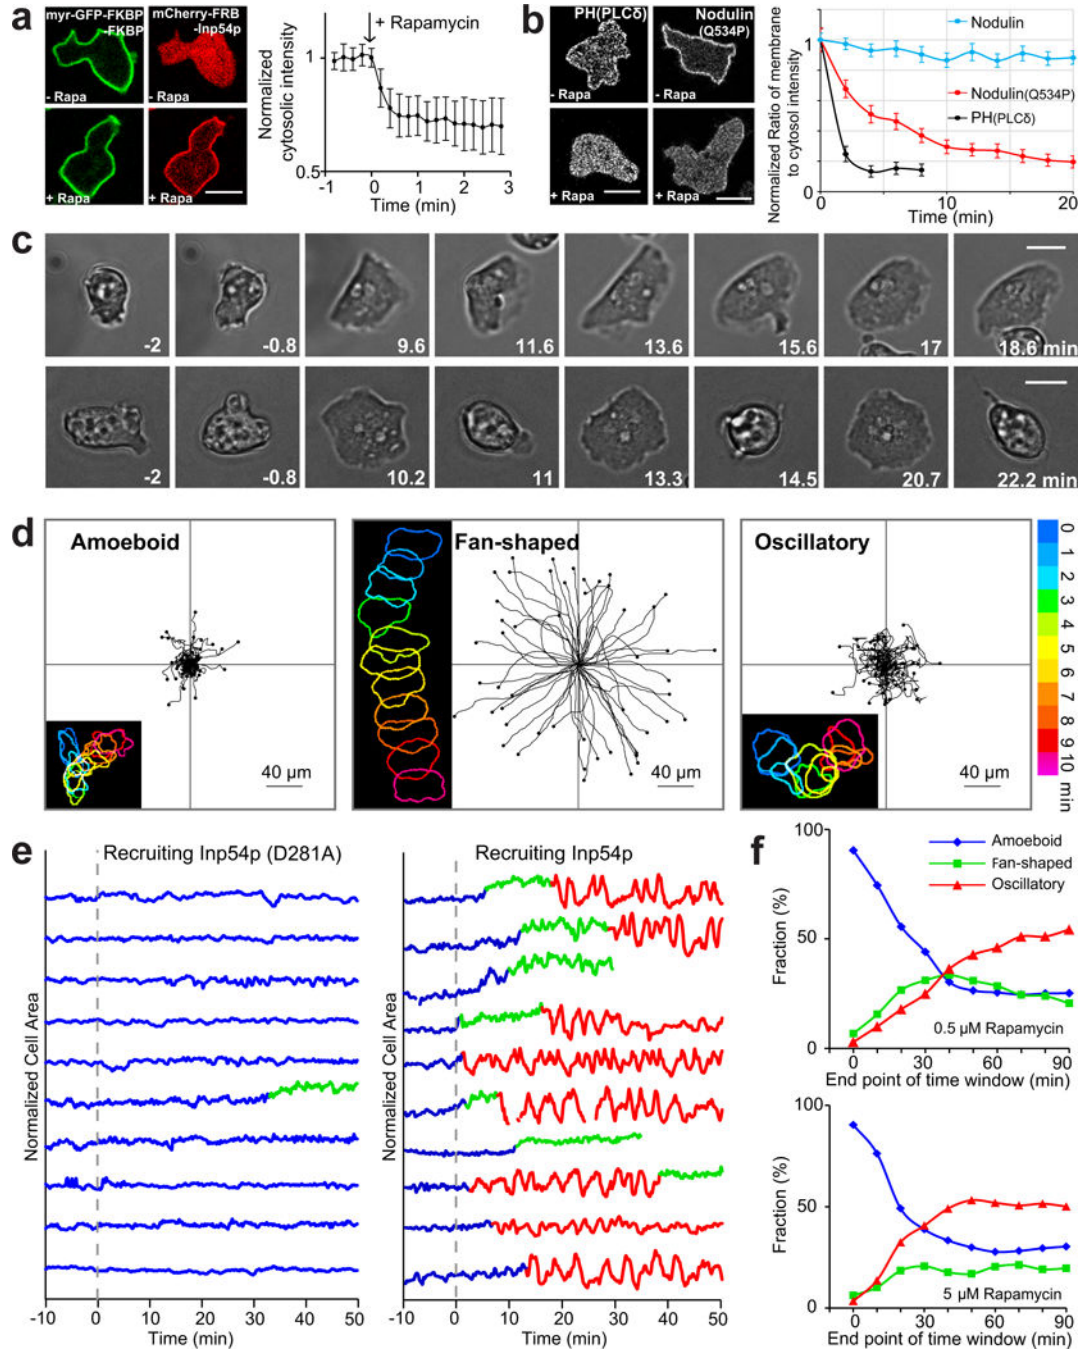 a
myr-GFP-FKBP
-FKBP
- Rapa
mCherry-FRB
-Inp54p
+ Rapa
+ Rapamycin
Normalized
cytosolic intensity
1
0.5
-1
0
1
2
3
Time (min)
b
PH(PLCδ)
- Rapa
Nodulin
(Q534P)
- Rapa
+ Rapa
+ Rapa
Normalized Ratio of membrane
to cytosol intensity
1
0
0
10
20
Time (min)
Nodulin
Nodulin(Q534P)
PH(PLCδ)
c
-2
-0.8
9.6
11.6
13.6
15.6
17
18.6 min
-2
-0.8
10.2
11
13.3
14.5
20.7
22.2 min
d
Amoeboid
40 µm
Fan-shaped
40 µm
Oscillatory
40 µm
0
1
2
3
4
5
6
7
8
9
10
min
e
Recruiting Inp54p (D281A)
Normalized Cell Area
-10
0
10
20
30
40
50
Time (min)
Recruiting Inp54p
Normalized Cell Area
-10
0
10
20
30
40
50
Time (min)
f
100
50
0
Fraction (%)
Amoeboid
Fan-shaped
Oscillatory
0.5 µM Rapamycin
0
30
60
90
End point of time window (min)
100
50
0
Fraction (%)
5 µM Rapamycin
0
30
60
90
End point of time window (min)